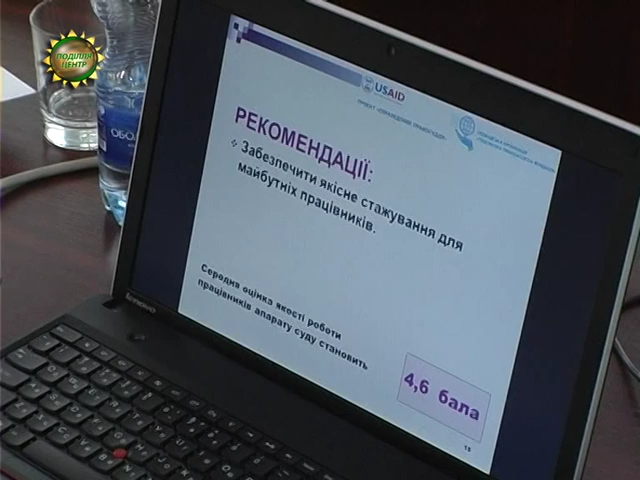 ПОДІЛЛЯ
ЦЕНТР
USAID
РЕКОМЕНДАЦІЇ:
Забезпечити якісне стажування для
майбутніх працівників.
Середня оцінка якості роботи
працівників апарату суду становить
4,6 бала
lenovo